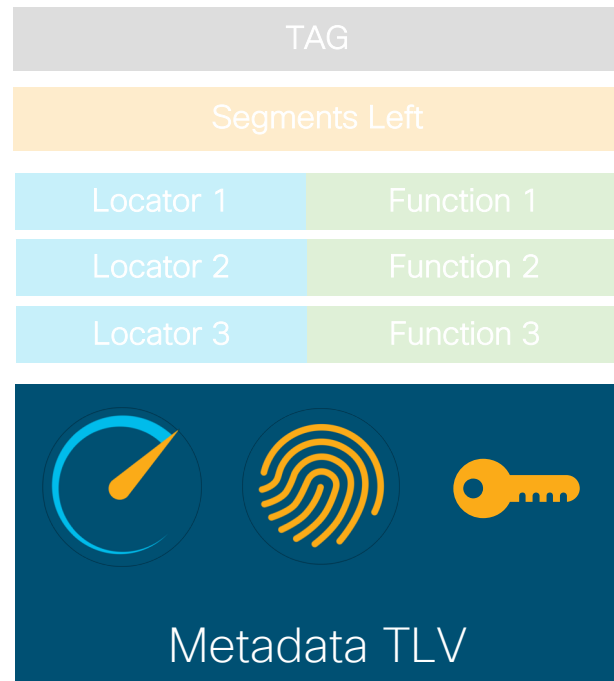 TAG
Segments Left
Locator 1 Function 1
Locator 2 Function 2
Locator 3 Function 3
Metadata TLV